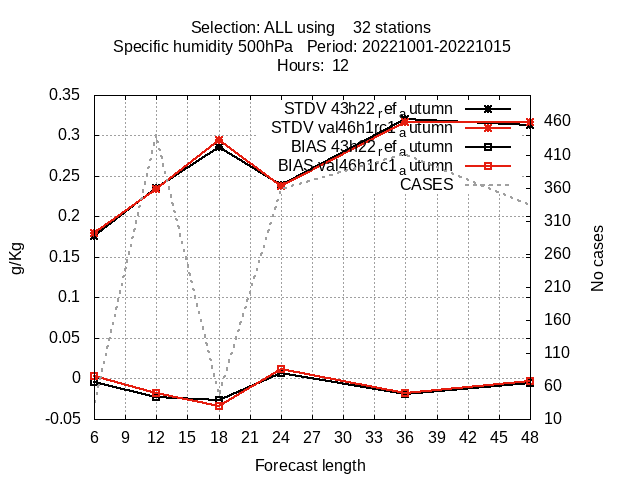 Selection: ALL using    32 stations
Specific humidity 500hPa   Period: 20221001-20221015
Hours:  12
0.35
0.3
0.25
0.2
0.15
0.1
0.05
0
-0.05
g/Kg
STDV 43h22_ref_autumn
STDV val46h1rc1_autumn
BIAS 43h22_ref_autumn
BIAS val46h1rc1_autumn
CASES
460
410
360
310
260
210
160
110
60
10
No cases
6 9 12 15 18 21 24 27 30 33 36 39 42 45 48
Forecast length